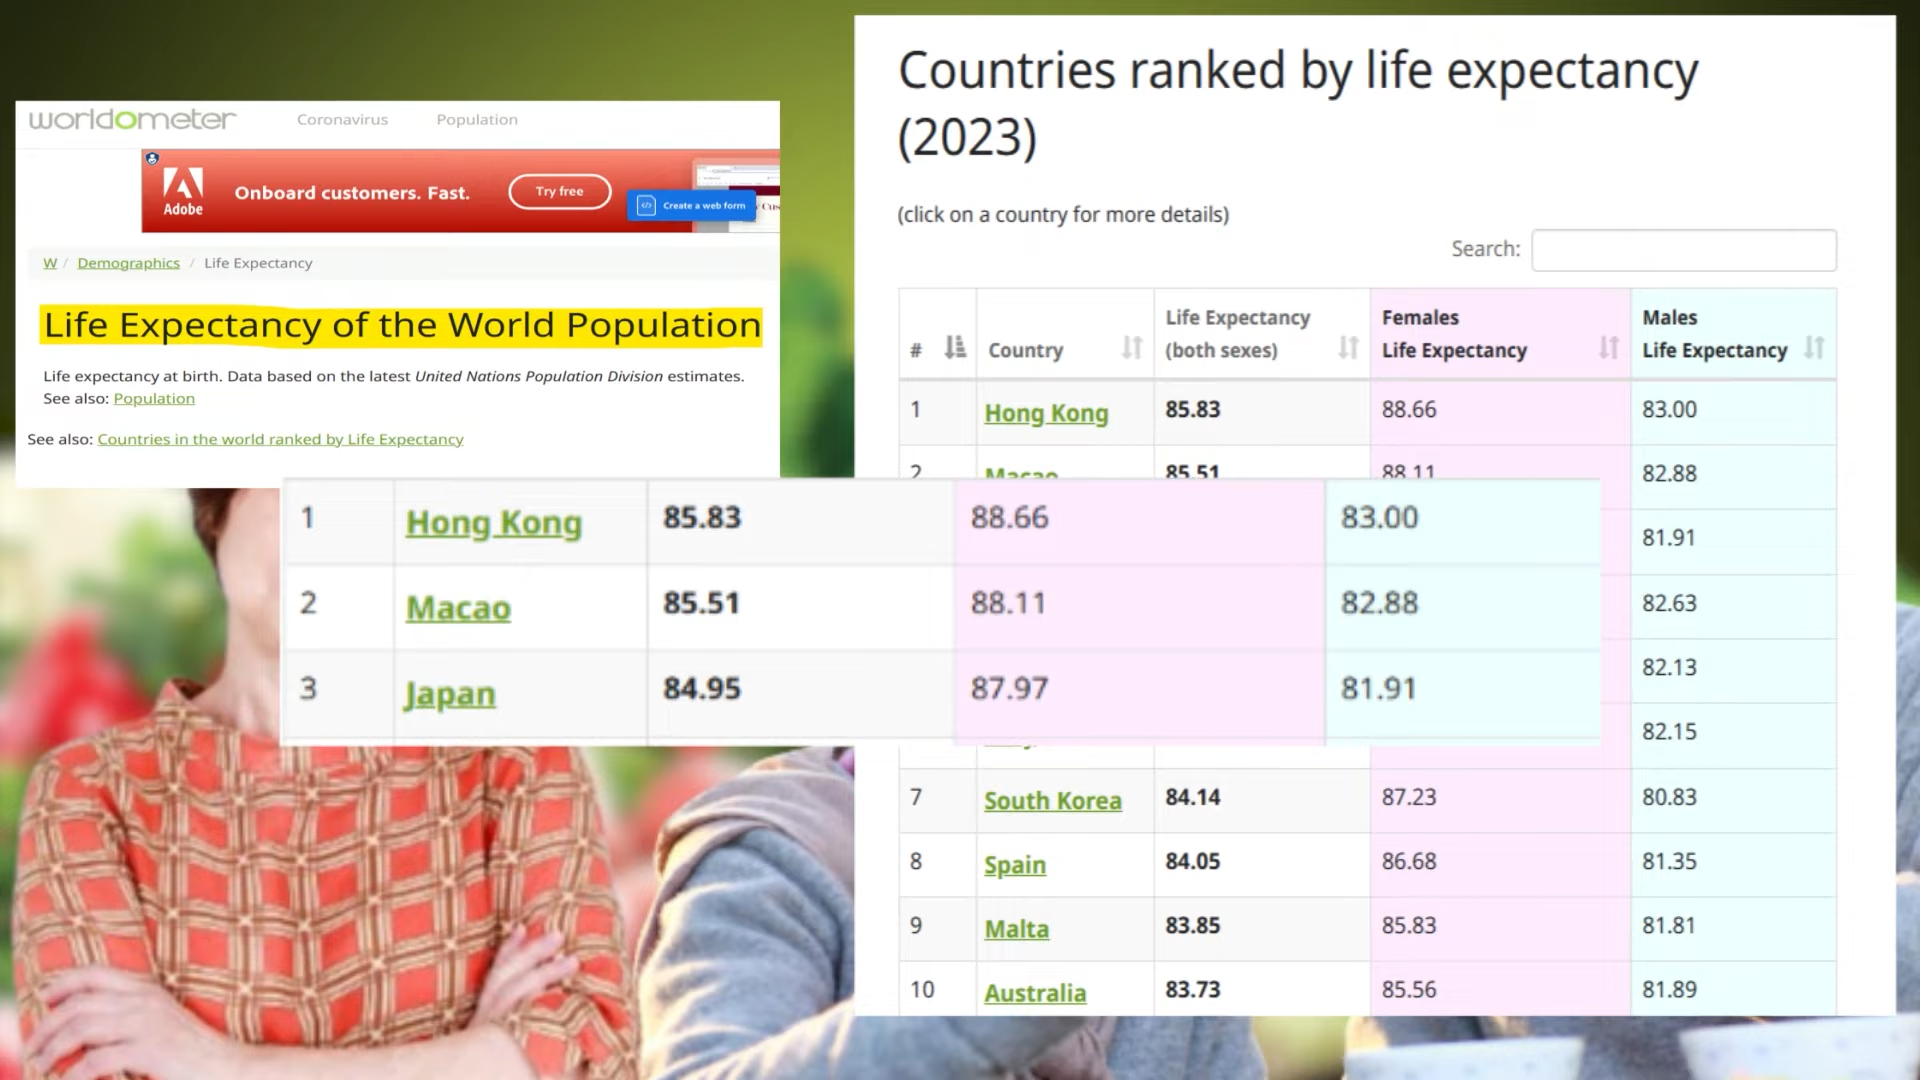 worldometer Coronavirus Population
Adobe
Onboard customers. Fast.
Try free
Create a web form
W / Demographics / Life Expectancy
Life Expectancy of the World Population
Life expectancy at birth. Data based on the latest United Nations Population Division estimates.
See also: Population
See also: Countries in the world ranked by Life Expectancy
Countries ranked by life expectancy
(2023)
(click on a country for more details)
Search:
# Country Life Expectancy (both sexes) Females Life Expectancy Males Life Expectancy
1 Hong Kong 85.83 88.66 83.00
2 Macao 85.51 88.11 82.88
81.91
82.63
82.13
82.15
7 South Korea 84.14 87.23 80.83
8 Spain 84.05 86.68 81.35
9 Malta 83.85 85.83 81.81
10 Australia 83.73 85.56 81.89
1 Hong Kong 85.83 88.66 83.00
2 Macao 85.51 88.11 82.88
3 Japan 84.95 87.97 81.91